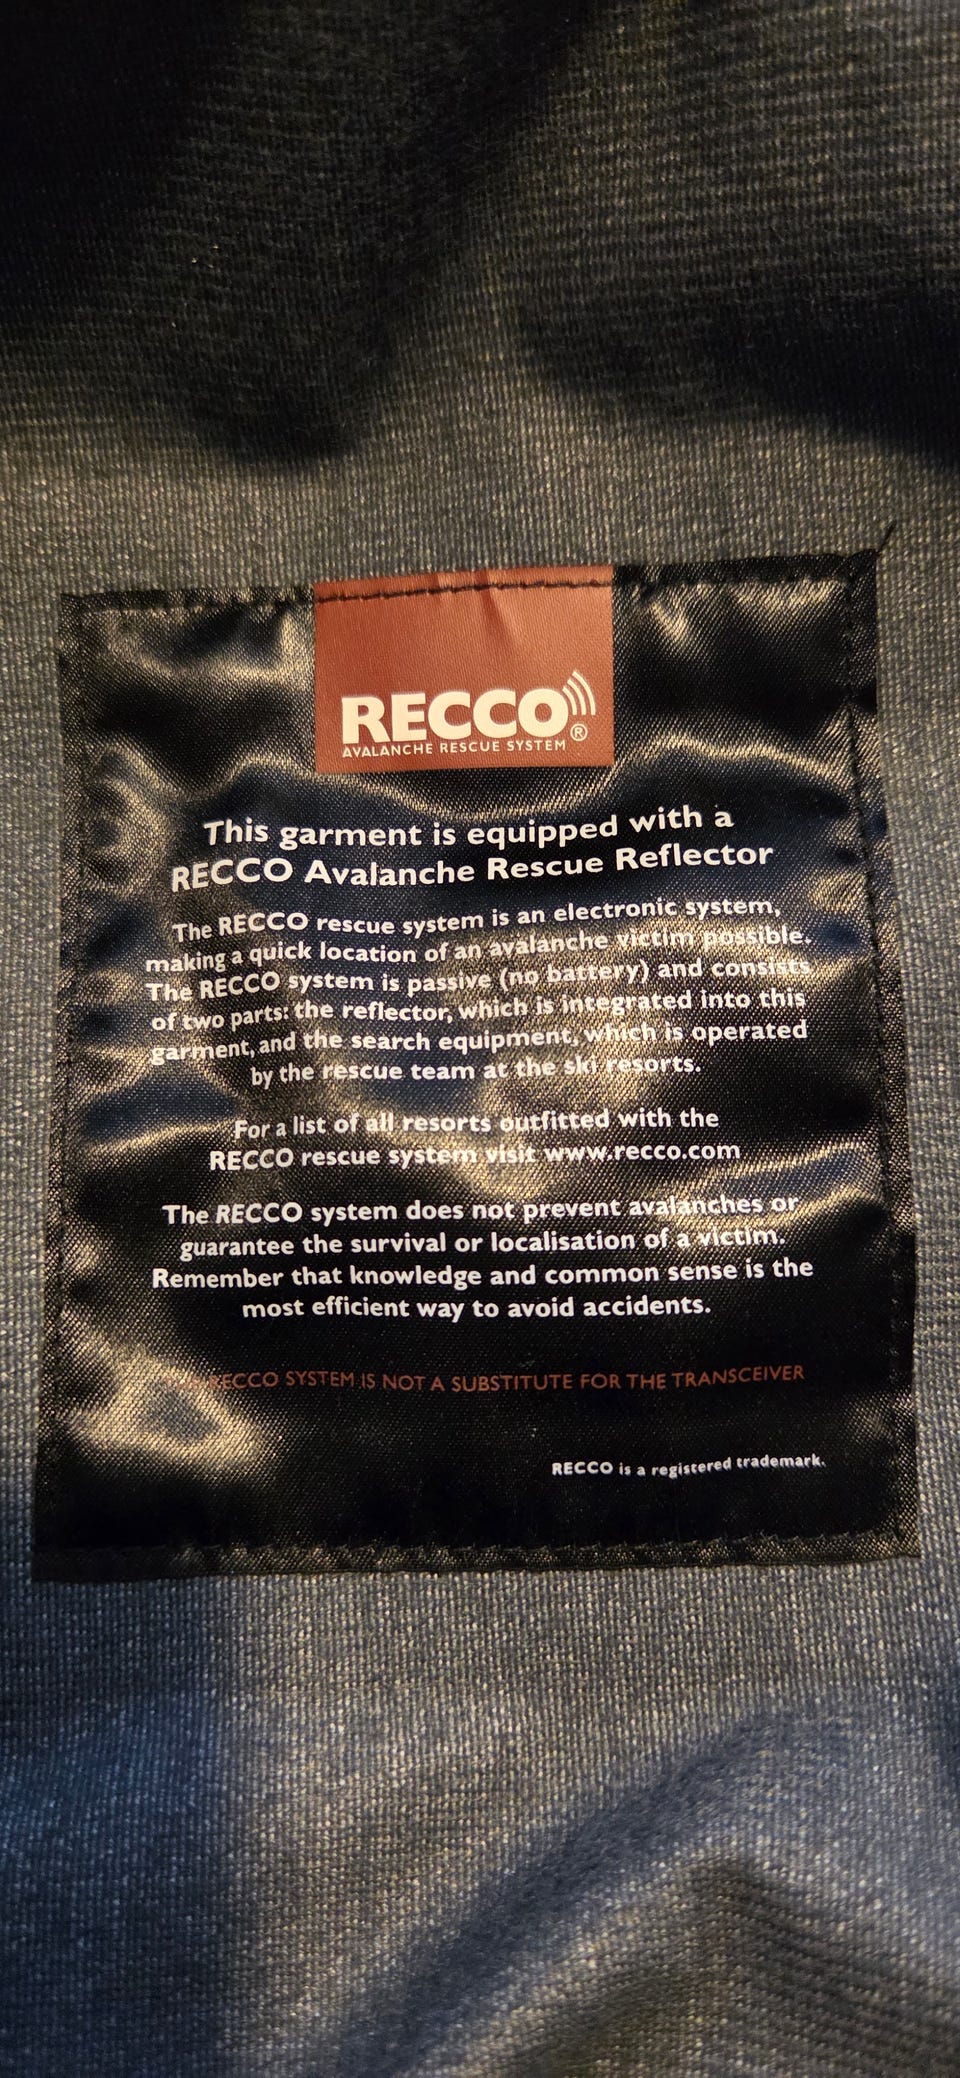 RECCO®
AVALANCHE RESCUE SYSTEM
This garment is equipped with a
RECCO Avalanche Rescue Reflector
The RECCO rescue system is an electronic system,
making a quick location of an avalanche victim possible.
The RECCO system is passive (no battery) and consists
of two parts: the reflector, which is integrated into this
garment, and the search equipment, which is operated
by the rescue team at the ski resorts.
For a list of all resorts outfitted with the
RECCO rescue system visit www.recco.com
The RECCO system does not prevent avalanches or
guarantee the survival or localisation of a victim.
Remember that knowledge and common sense is the
most efficient way to avoid accidents.
RECCO SYSTEM IS NOT A SUBSTITUTE FOR THE TRANSCEIVER
RECCO is a registered trademark.